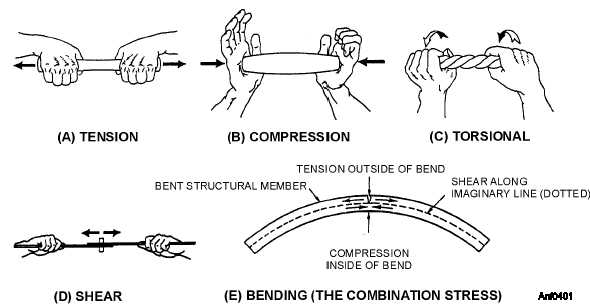 (A) TENSION
(B) COMPRESSION
(C) TORSIONAL
TENSION OUTSIDE OF BEND
BENT STRUCTURAL MEMBER
SHEAR ALONG
IMAGINARY LINE (DOTTED)
COMPRESSION
INSIDE OF BEND
(D) SHEAR
(E) BENDING (THE COMBINATION STRESS)
Anf0401